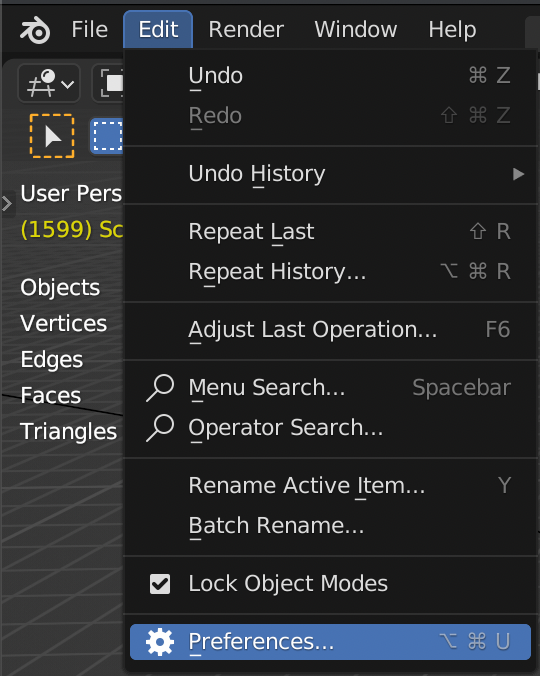 File Edit Render Window Help
Undo ⌘ Z
Redo ⇧ ⌘ Z
Undo History
User Pers
(1599) Sc
Repeat Last ⇧ R
Repeat History... ⌥ ⌘ R
Objects
Vertices
Adjust Last Operation... F6
Edges
Faces
Menu Search... Spacebar
Triangles
Operator Search...
Rename Active Item... Y
Batch Rename...
Lock Object Modes
Preferences... ⌥ ⌘ U